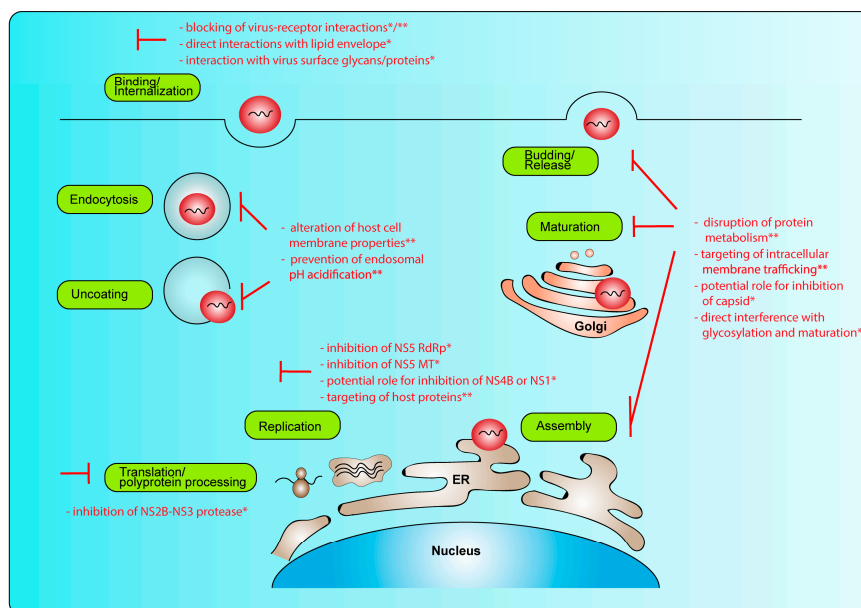 - blocking of virus-receptor interactions*/**
- direct interactions with lipid envelope*
- interaction with virus surface glycans/proteins*
Binding/
Internalization
Budding/
Release
Endocytosis
- alteration of host cell
membrane properties**
- prevention of endosomal
pH acidification**
Uncoating
Maturation
Golgi
- disruption of protein
metabolism**
- targeting of intracellular
membrane trafficking**
- potential role for inhibition
of capsid*
- direct interference with
glycosylation and maturation*
- inhibition of NS5 RdRp*
- inhibition of NS5 MT*
- potential role for inhibition of NS4B or NS1*
- targeting of host proteins**
Replication
Assembly
Translation/
polyprotein processing
- inhibition of NS2B-NS3 protease*
ER
Nucleus